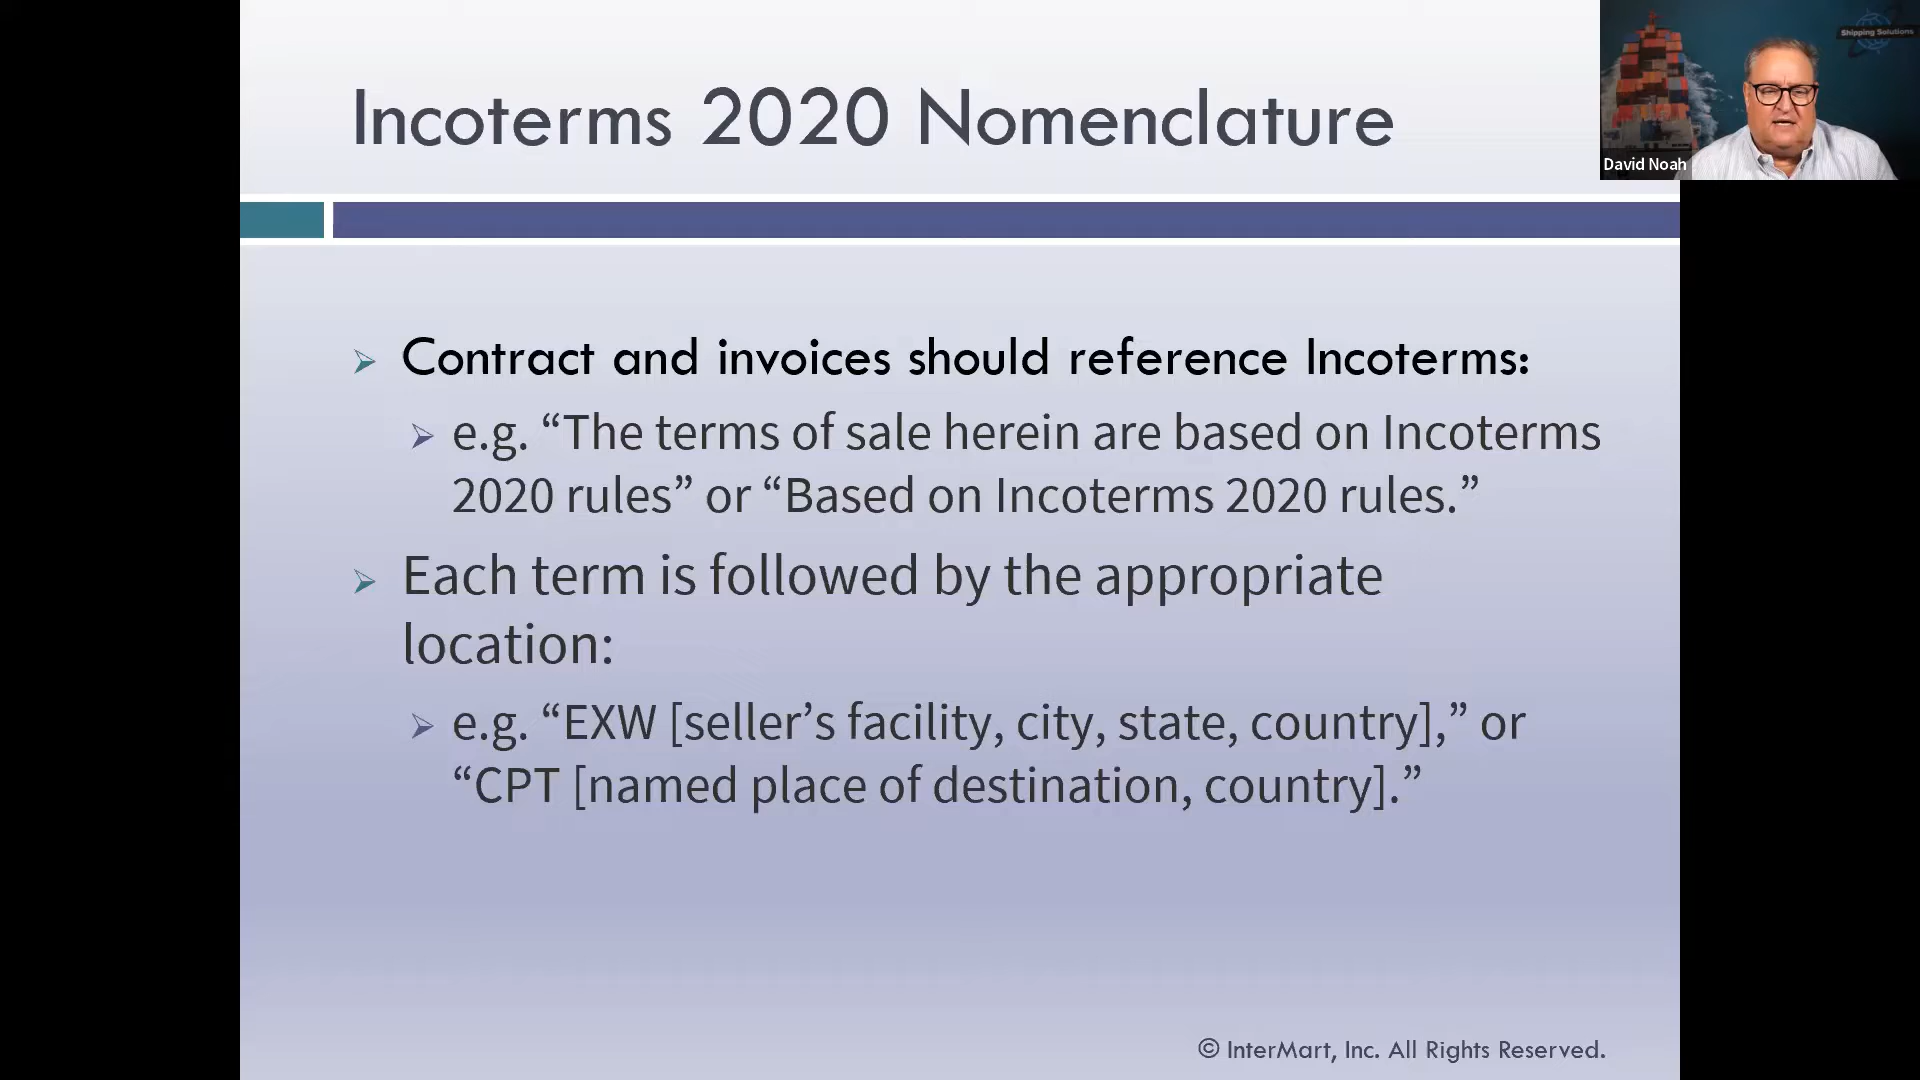 Incoterms 2020 Nomenclature
Shipping Solutions
David Noah
Contract and invoices should reference Incoterms:
e.g. “The terms of sale herein are based on Incoterms
2020 rules” or “Based on Incoterms 2020 rules.”
Each term is followed by the appropriate
location:
e.g. “EXW [seller’s facility, city, state, country],” or
“CPT [named place of destination, country].”
© InterMart, Inc. All Rights Reserved.